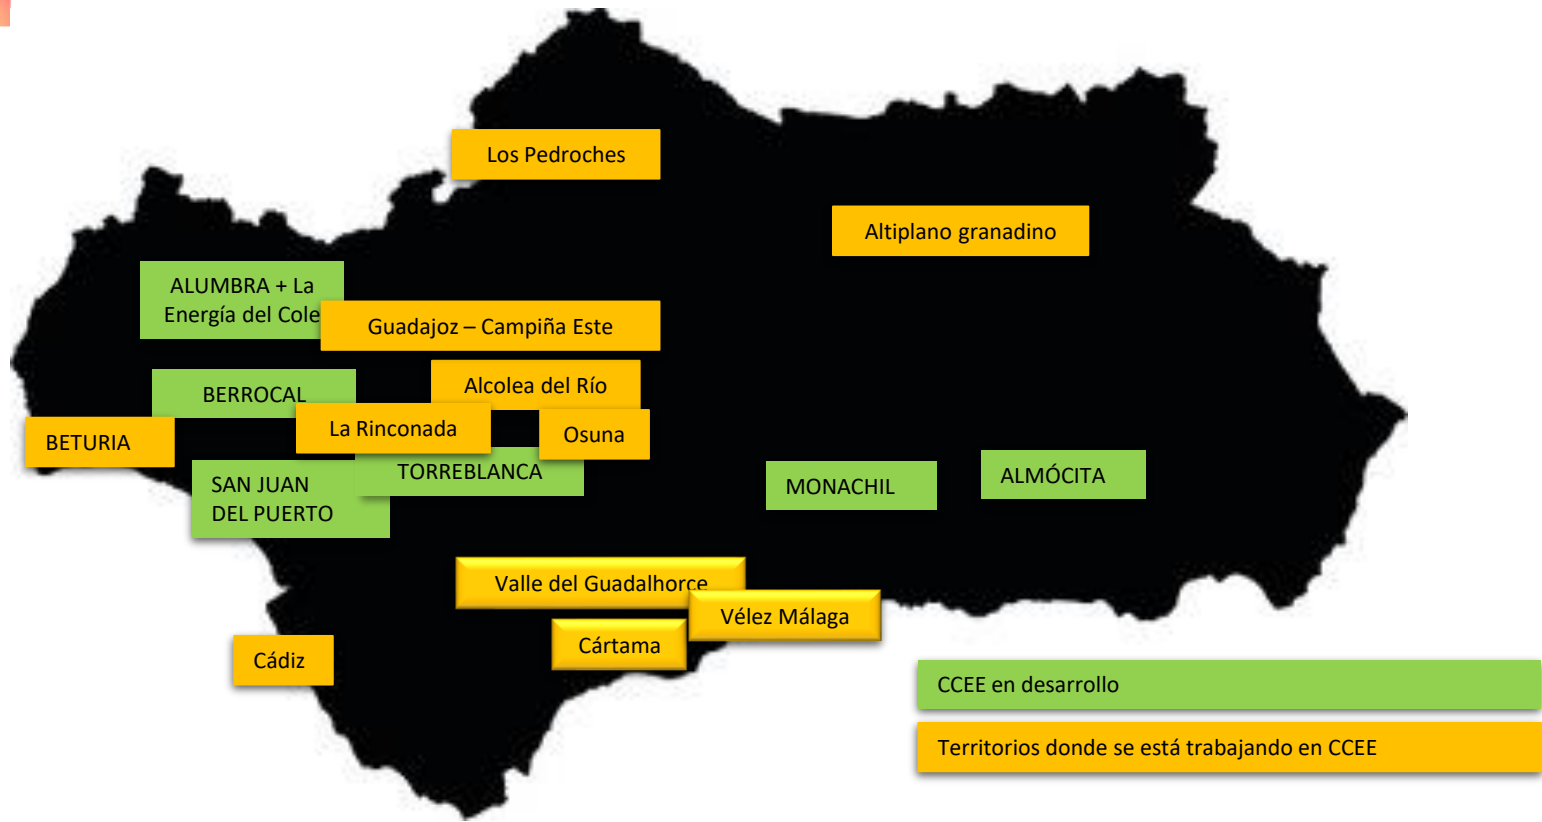 Los Pedroches
Altiplano granadino
ALUMBRA + La
Energía del Cole
Guadajoz – Campiña Este
Alcolea del Río
BERROCAL
La Rinconada
Osuna
BETURIA
TORREBLANCA
SAN JUAN
DEL PUERTO
MONACHIL
ALMÓCITA
Valle del Guadalhorce
Vélez Málaga
Cártama
Cádiz
CCEE en desarrollo
Territorios donde se está trabajando en CCEE